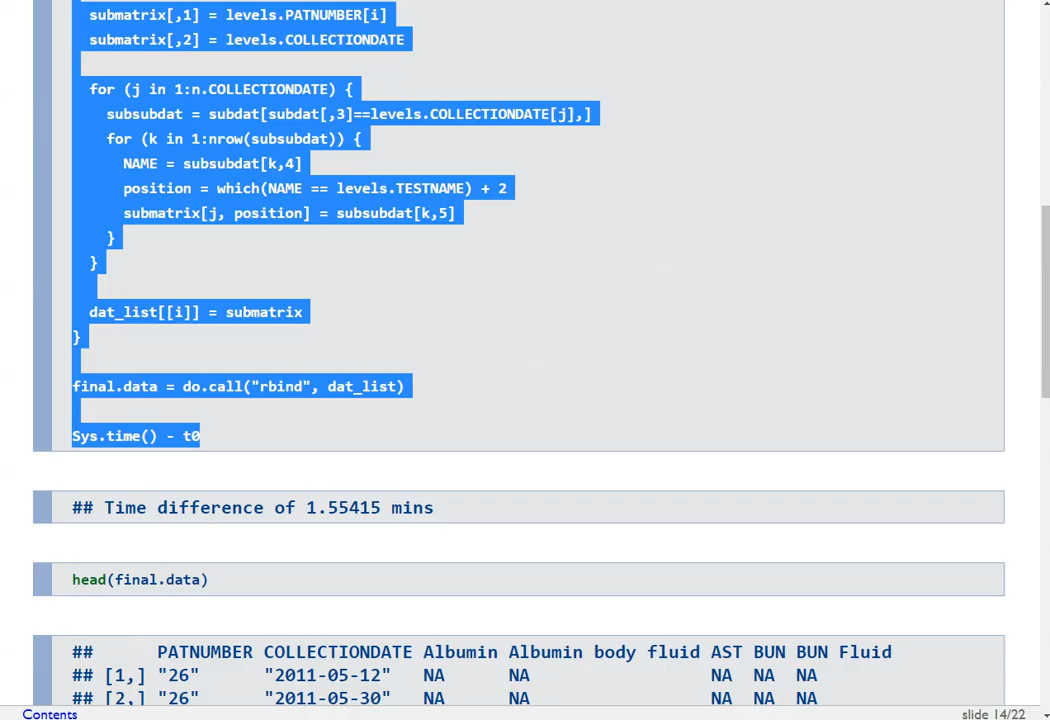 submatrix[,1] = levels.PATNUMBER[i]
submatrix[,2] = levels.COLLECTIONDATE
for (j in 1:n.COLLECTIONDATE) {
subsubdat = subdat[subdat[,3]==levels.COLLECTIONDATE[j],]
for (k in 1:nrow(subsubdat)) {
NAME = subsubdat[k,4]
position = which(NAME == levels.TESTNAME) + 2
submatrix[j, position] = subsubdat[k,5]
}
}
dat_list[[i]] = submatrix
}
final.data = do.call("rbind", dat_list)
Sys.time() - t0
## Time difference of 1.55415 mins
head(final.data)
## PATNUMBER COLLECTIONDATE Albumin Albumin body fluid AST BUN BUN Fluid
## [1,] "26" "2011-05-12" NA NA NA NA NA
## [2,] "26" "2011-05-30" NA NA NA NA NA
Contents
slide 14/22